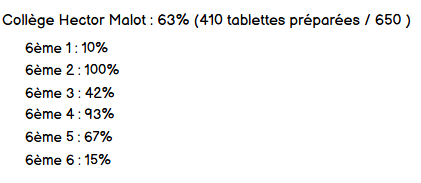 Collège Hector Malot : 63% (410 tablettes préparées / 650 )
6ème 1 : 10%
6ème 2 : 100%
6ème 3 : 42%
6ème 4 : 93%
6ème 5 : 67%
6ème 6 : 15%